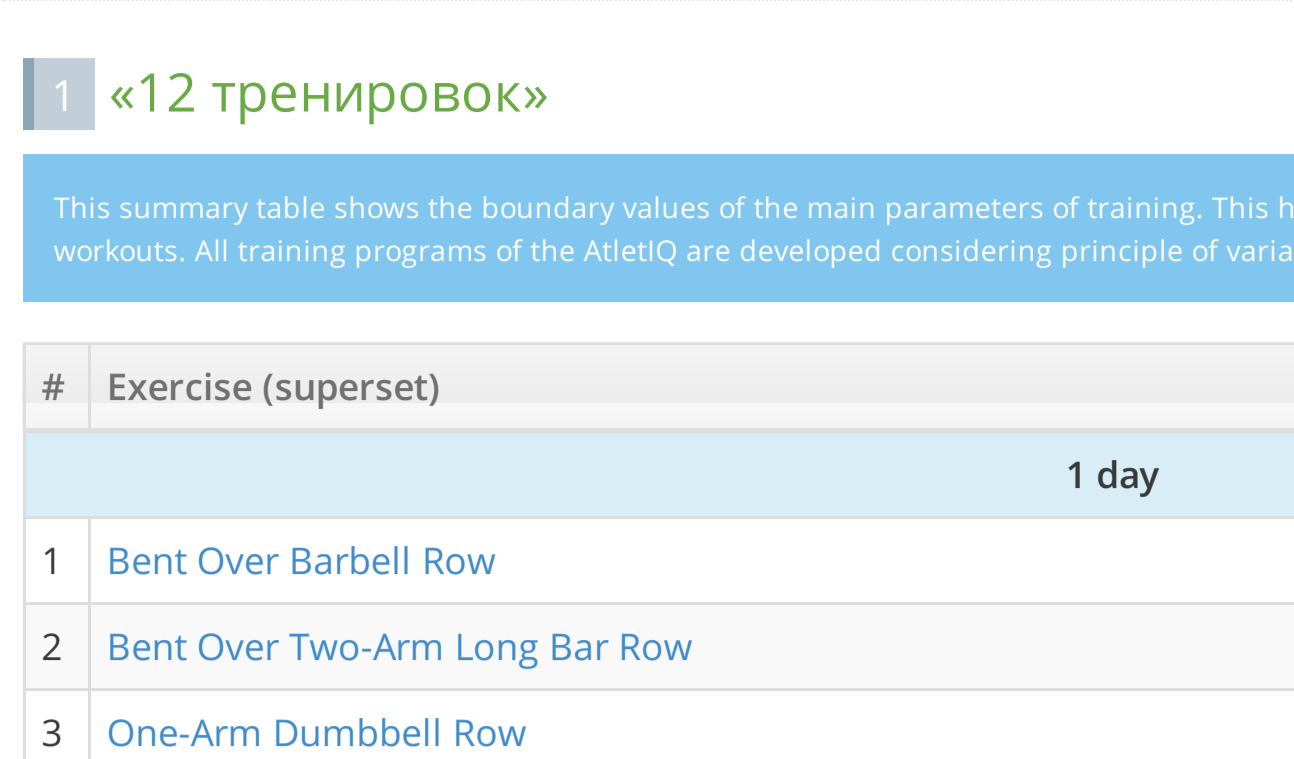 1 «12 тренировок»
This summary table shows the boundary values of the main parameters of training. This
workouts. All training programs of the AtletIQ are developed considering principle of
# Exercise (superset)
1 day
1 Bent Over Barbell Row
2 Bent Over Two-Arm Long Bar Row
3 One-Arm Dumbbell Row